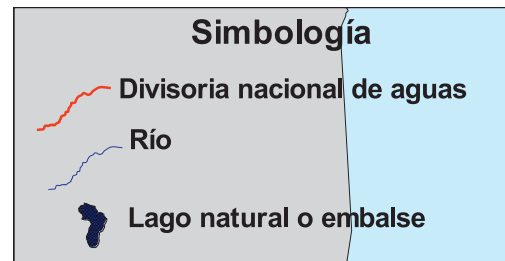 Simbología
Divisoria nacional de aguas
Río
Lago natural o embalse